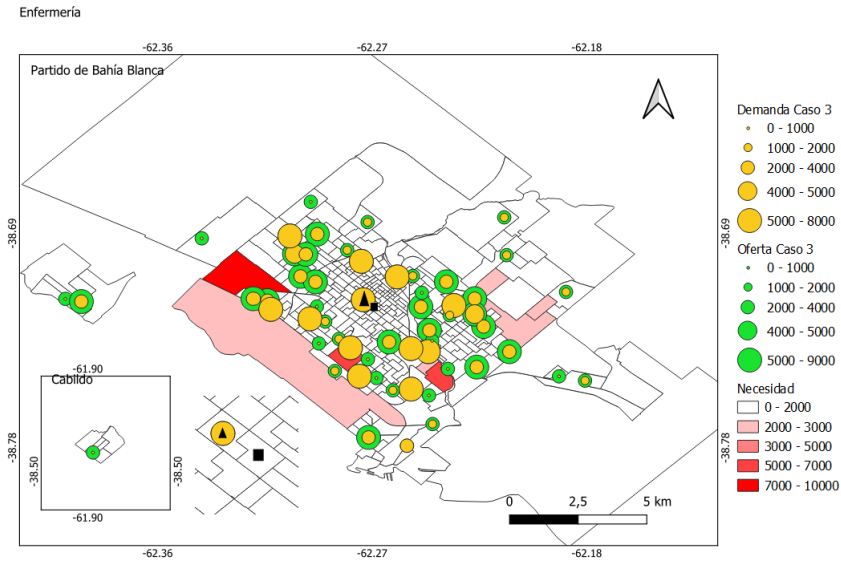 Enfermería
-62.36
-62.27
-62.18
Partido de Bahía Blanca
-38.69
-38.69
Demanda Caso 3
0 - 1000
1000 - 2000
2000 - 4000
4000 - 5000
5000 - 8000
Oferta Caso 3
0 - 1000
1000 - 2000
2000 - 4000
4000 - 5000
5000 - 9000
Necesidad
0 - 2000
2000 - 3000
3000 - 5000
5000 - 7000
7000 - 10000
-61.90
Cabildo
-38.50
-38.50
-61.90
-38.78
-38.78
0 2,5 5 km
-62.36
-62.27
-62.18